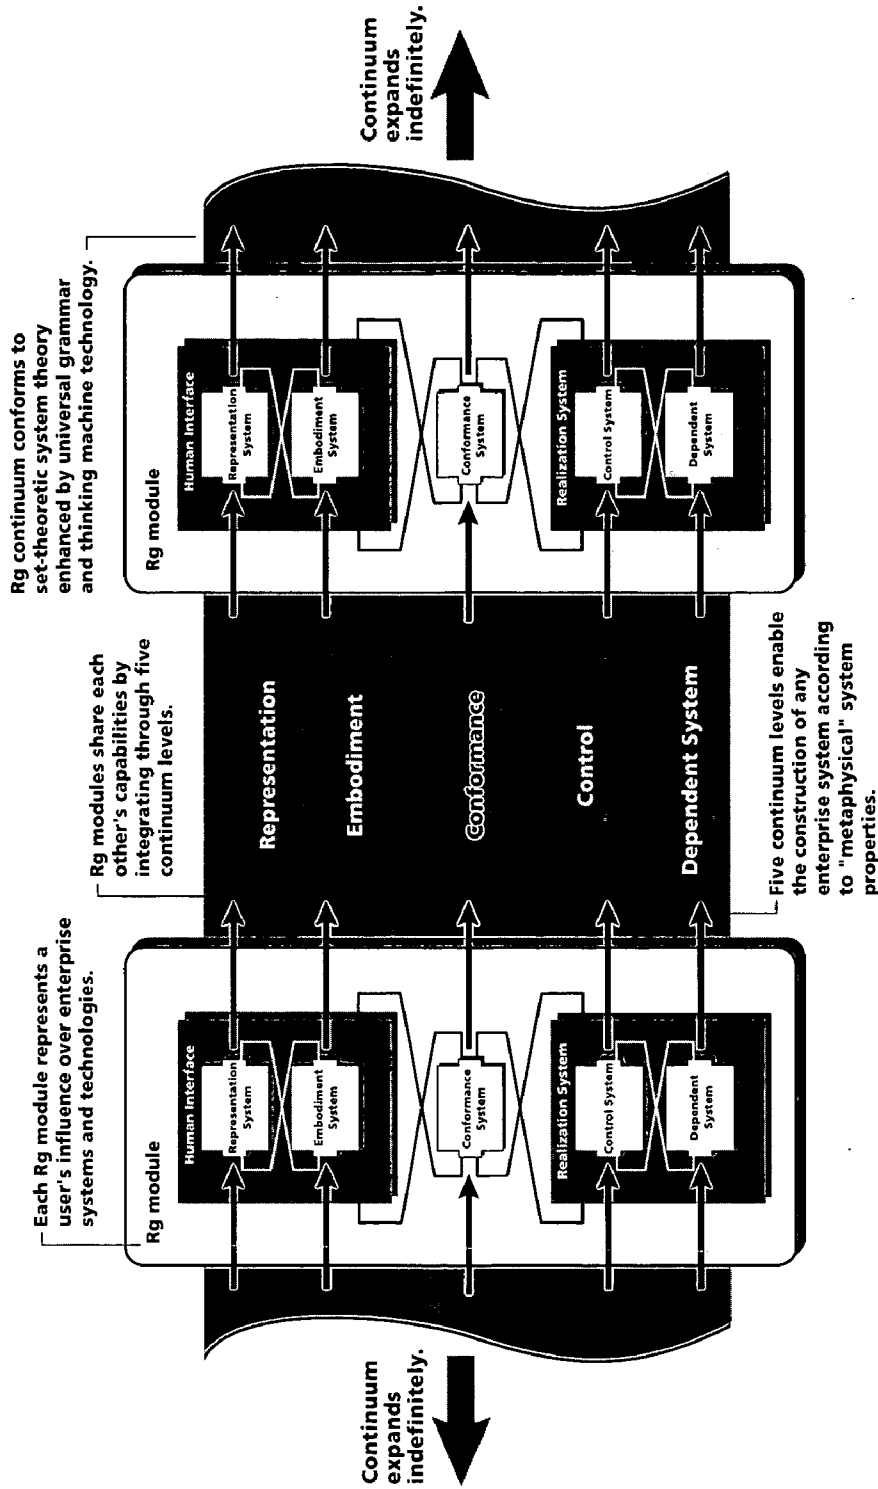 Each Rg module represents a
user's influence over enterprise
systems and technologies.
Rg modules share each
other's capabilities by
integrating through five
continuum levels.
Rg continuum conforms to
set-theoretic system theory
enhanced by universal grammar
and thinking machine technology.
Continuum
expands
indefinitely.
Rg module
Human Interface
Representation
System
Embodiment
System
Conformance
System
Realization System
Control System
Dependent
System
Representation
Embodiment
Conformance
Control
Dependent System
Rg module
Human Interface
Representation
System
Embodiment
System
Conformance
System
Realization System
Control System
Dependent
System
Continuum
expands
indefinitely.
Five continuum levels enable
the construction of any
enterprise system according
to "metaphysical" system
properties.